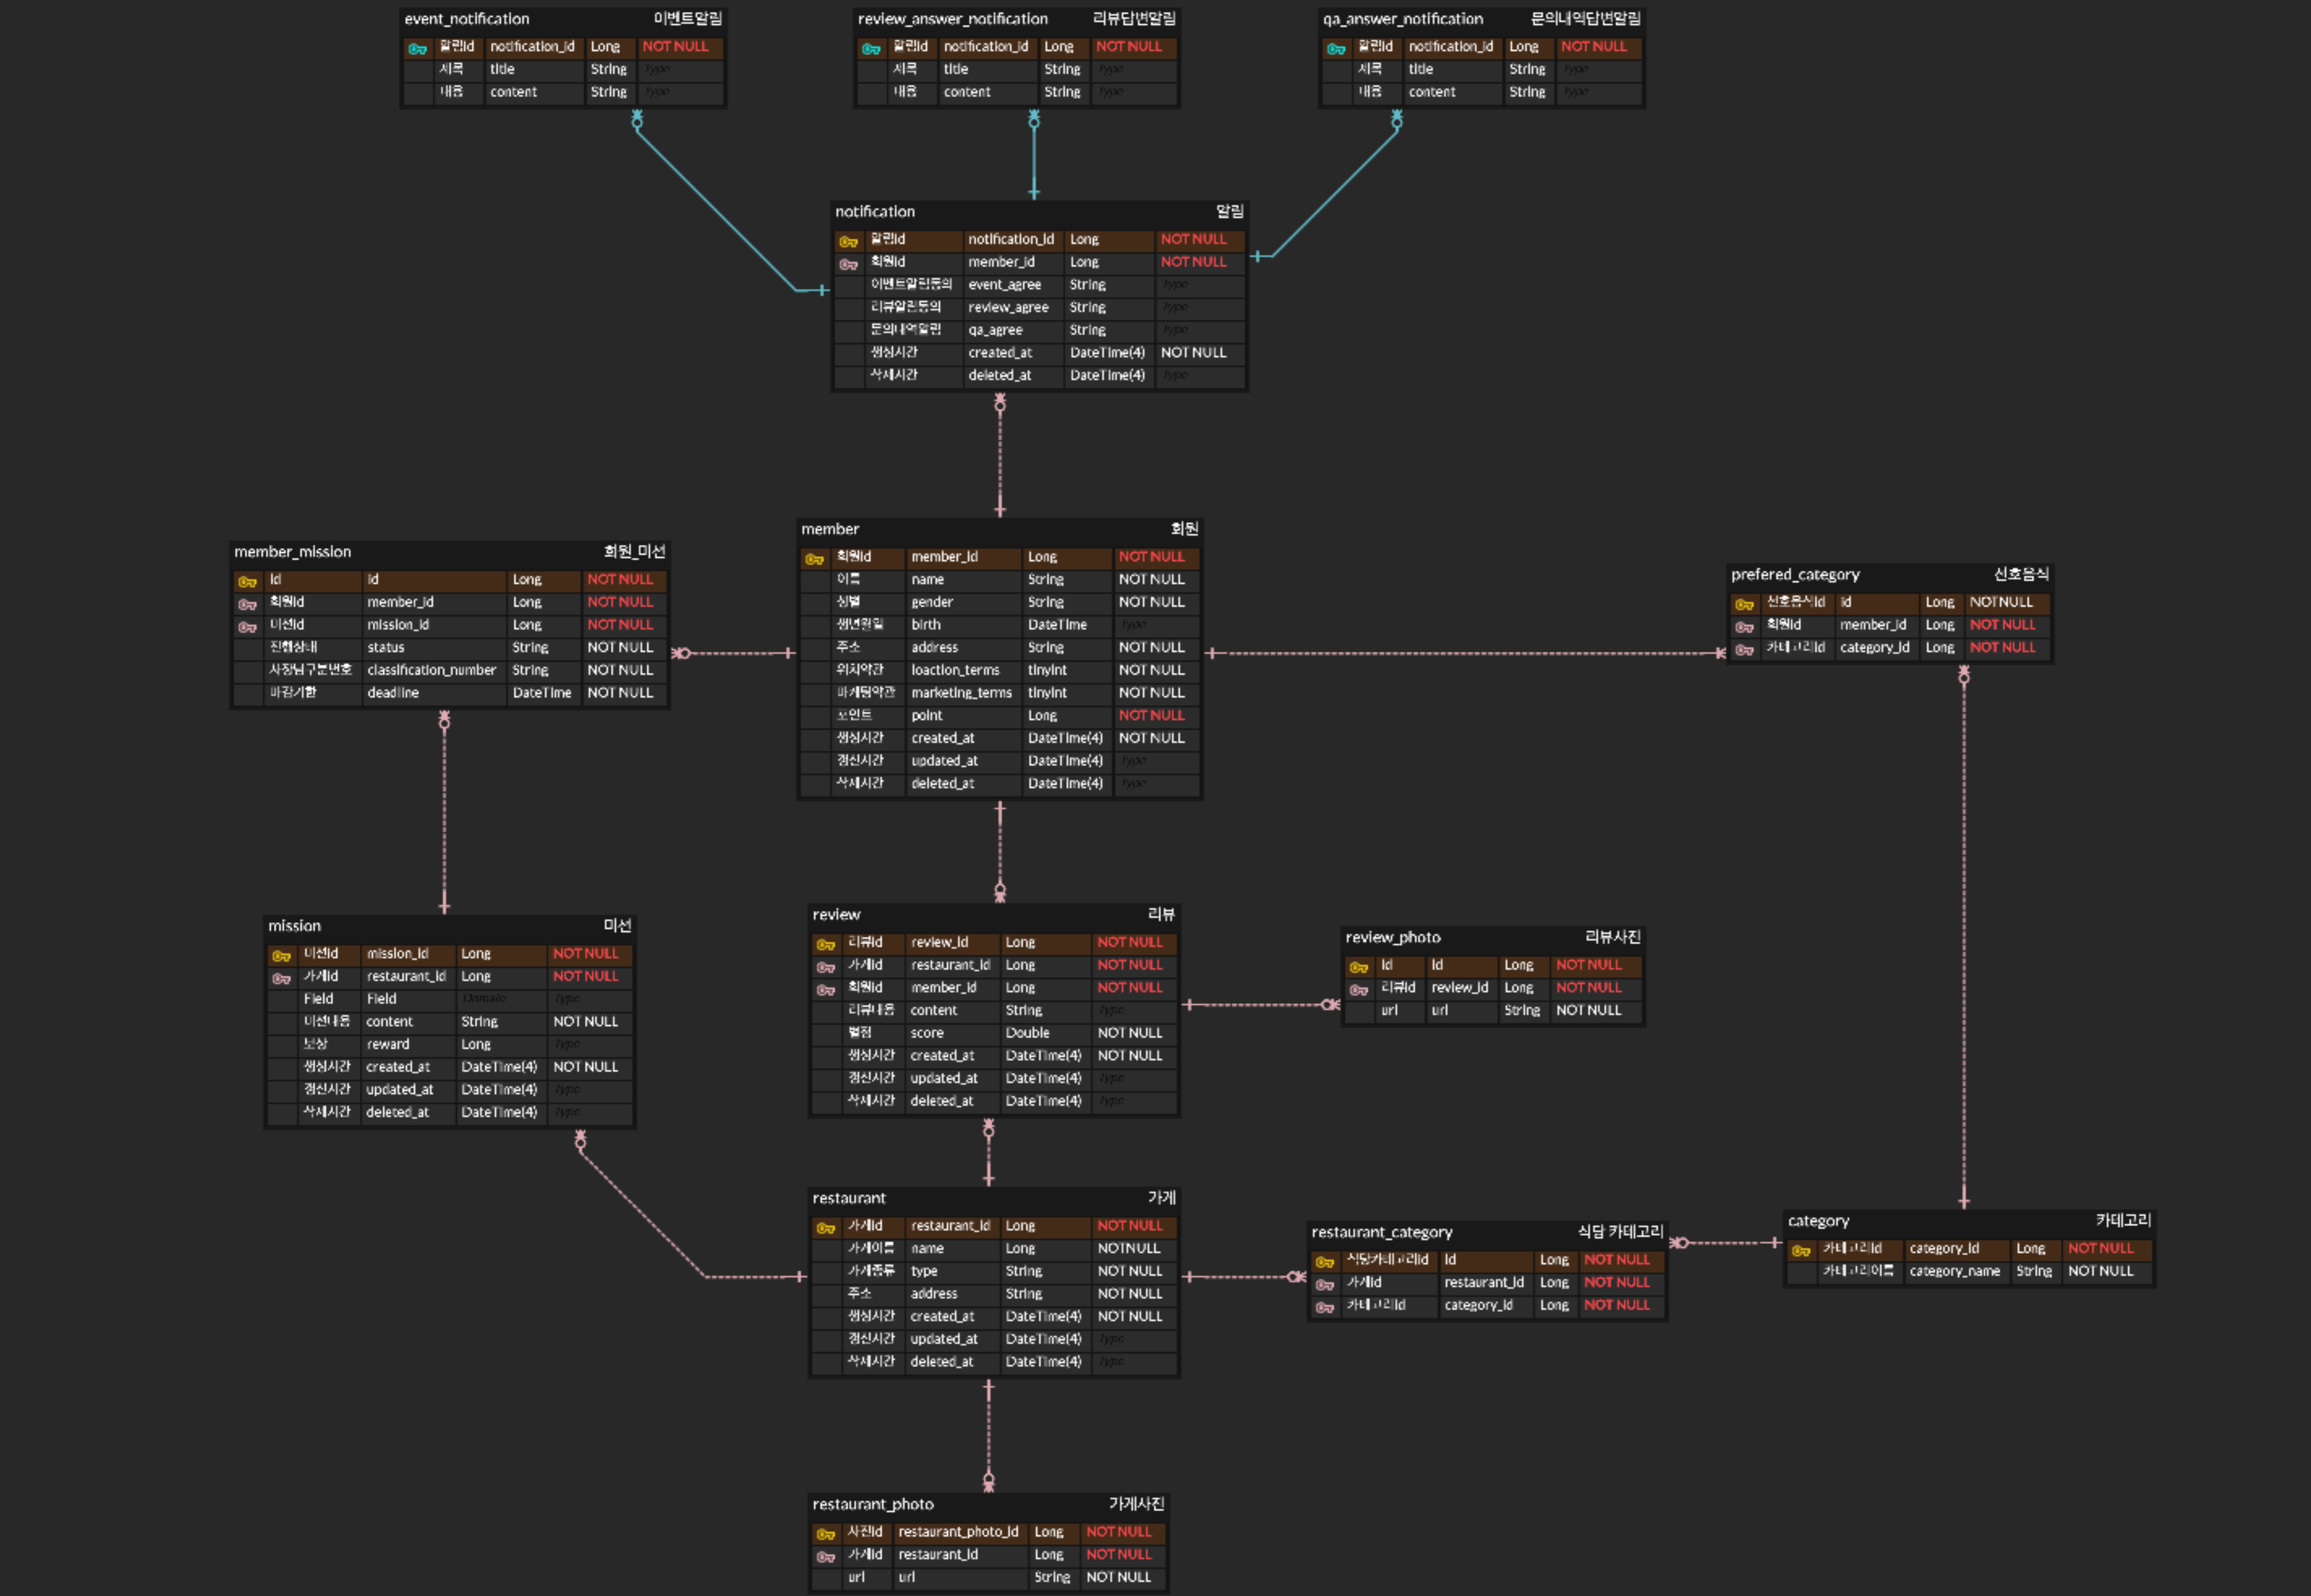 event_notification 이벤트알림
알림id notification_id Long NOT NULL
제목 title String Type
내용 content String Type
review_answer_notification 리뷰답변알림
알림id notification_id Long NOT NULL
제목 title String Type
내용 content String Type
qa_answer_notification 문의내역답변알림
알림id notification_id Long NOT NULL
제목 title String Type
내용 content String Type
notification 알림
알림id notification_id Long NOT NULL
회원id member_id Long NOT NULL
이벤트알림동의 event_agree String Type
리뷰알림동의 review_agree String Type
문의내역알림 qa_agree String Type
생성시간 created_at DateTime(4) NOT NULL
삭제시간 deleted_at DateTime(4) Type
member_mission 회원_미션
id id Long NOT NULL
회원id member_id Long NOT NULL
미션id mission_id Long NOT NULL
진행상태 status String NOT NULL
사장님구분번호 classification_number String NOT NULL
마감기한 deadline DateTime NOT NULL
member 회원
회원id member_id Long NOT NULL
이름 name String NOT NULL
성별 gender String NOT NULL
생년월일 birth DateTime Type
주소 address String NOT NULL
위치약관 loaction_terms tinyint NOT NULL
마케팅약관 marketing_terms tinyint NOT NULL
포인트 point Long NOT NULL
생성시간 created_at DateTime(4) NOT NULL
갱신시간 updated_at DateTime(4) Type
삭제시간 deleted_at DateTime(4) Type
prefered_category 선호음식
선호음식id id Long NOTNULL
회원id member_id Long NOT NULL
카테고리id category_id Long NOT NULL
mission 미션
미션id mission_id Long NOT NULL
가게id restaurant_id Long NOT NULL
Field Field Domain Type
미션내용 content String NOT NULL
보상 reward Long Type
생성시간 created_at DateTime(4) NOT NULL
갱신시간 updated_at DateTime(4) Type
삭제시간 deleted_at DateTime(4) Type
review 리뷰
리뷰id review_id Long NOT NULL
가게id restaurant_id Long NOT NULL
회원id member_id Long NOT NULL
리뷰내용 content String Type
별점 score Double NOT NULL
생성시간 created_at DateTime(4) NOT NULL
갱신시간 updated_at DateTime(4) Type
삭제시간 deleted_at DateTime(4) Type
review_photo 리뷰사진
id id Long NOT NULL
리뷰id review_id Long NOT NULL
url url String NOT NULL
restaurant 가게
가게id restaurant_id Long NOT NULL
가게이름 name Long NOTNULL
가게종류 type String NOT NULL
주소 address String NOT NULL
생성시간 created_at DateTime(4) NOT NULL
갱신시간 updated_at DateTime(4) Type
삭제시간 deleted_at DateTime(4) Type
restaurant_category 식당 카테고리
식당카테고리id id Long NOT NULL
가게id restaurant_id Long NOT NULL
카테고리id category_id Long NOT NULL
category 카테고리
카테고리id category_id Long NOT NULL
카테고리이름 category_name String NOT NULL
restaurant_photo 가게사진
사진id restaurant_photo_id Long NOT NULL
가게id restaurant_id Long NOT NULL
url url String NOT NULL